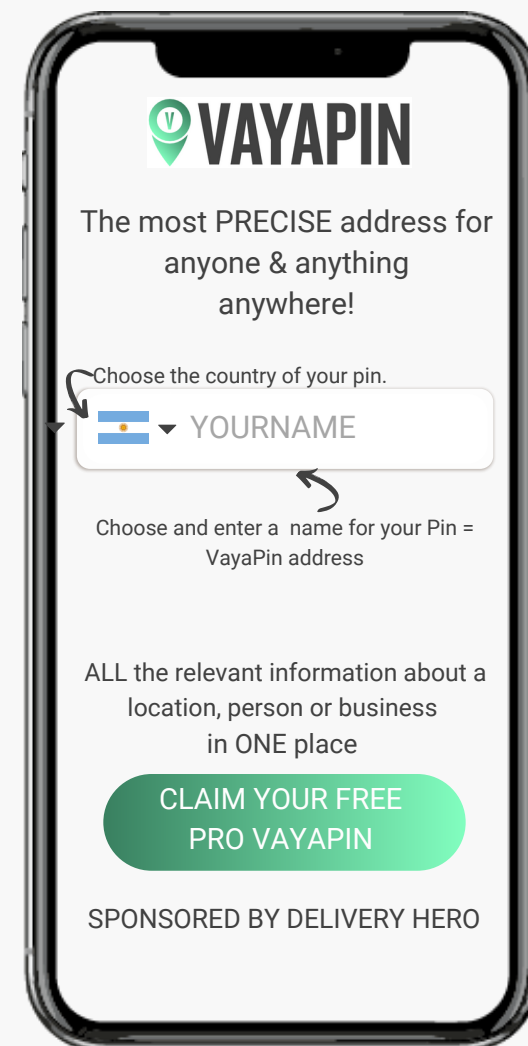 V VAYAPIN
The most PRECISE address for
anyone & anything
anywhere!
Choose the country of your pin.
YOURNAME
Choose and enter a  name for your Pin =
VayaPin address
ALL the relevant information about a
location, person or business
in ONE place
CLAIM YOUR FREE
PRO VAYAPIN
SPONSORED BY DELIVERY HERO